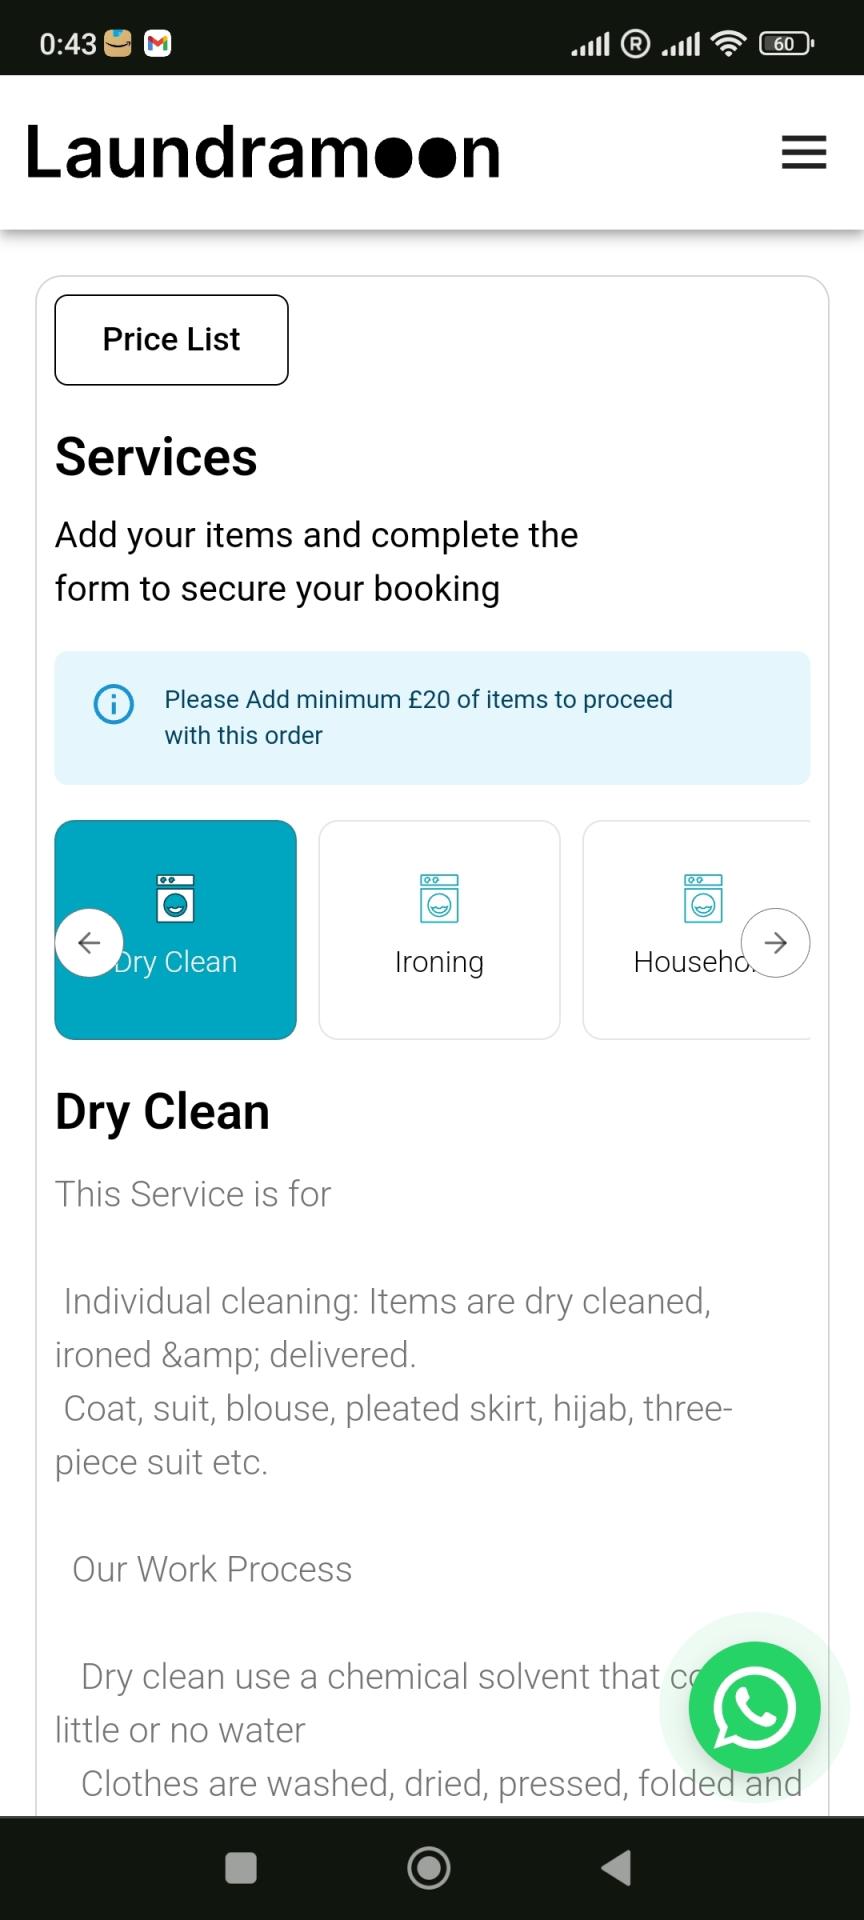 0:43
60
Laundramoon
Price List
Services
Add your items and complete the
form to secure your booking
Please Add minimum £20 of items to proceed
with this order
Dry Clean
Ironing
Dry Clean
This Service is for
Individual cleaning: Items are dry cleaned,
ironed &amp; delivered.
Coat, suit, blouse, pleated skirt, hijab, three-
piece suit etc.
Our Work Process
Dry clean use a chemical solvent that
little or no water
Clothes are washed, dried, pressed, folded and